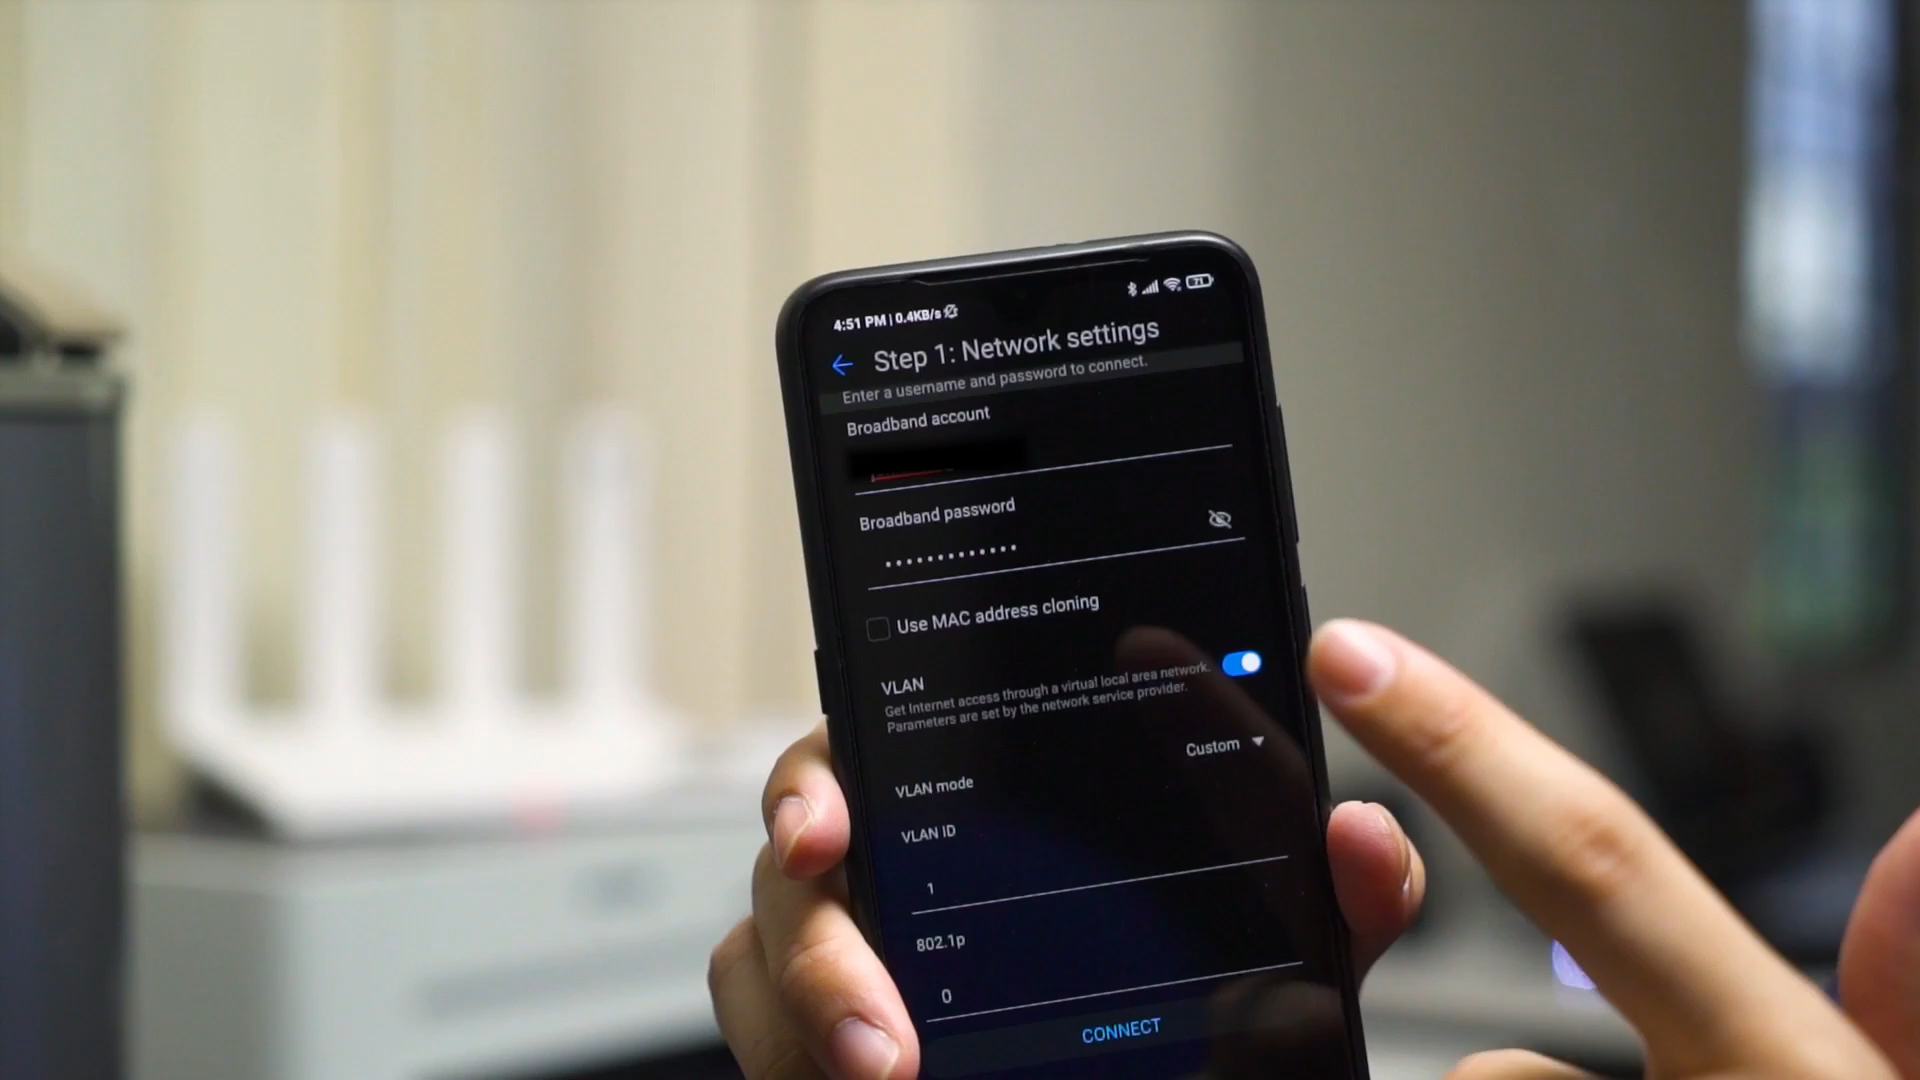 4:51 PM | 0.4KB/s
71
Step 1: Network settings
Enter a username and password to connect.
Broadband account
Broadband password
•••••••••••••
Use MAC address cloning
VLAN
Get Internet access through a virtual local area network.
Parameters are set by the network service provider.
Custom
VLAN mode
VLAN ID
1
802.1p
0
CONNECT